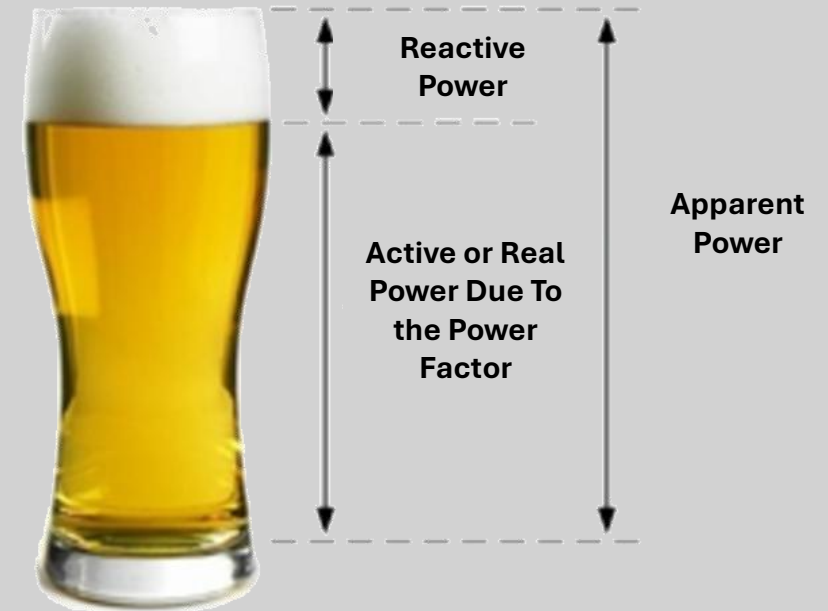 Reactive
Power
Apparent
Power
Active or Real
Power Due To
the Power
Factor